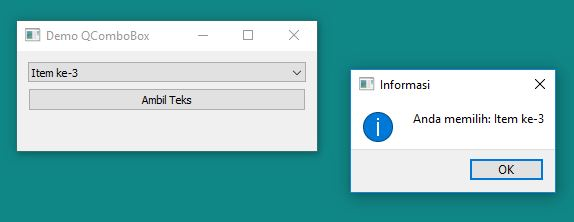 Demo QComboBox
Item ke-3
Ambil Teks
Informasi
Anda memilih: Item ke-3
OK